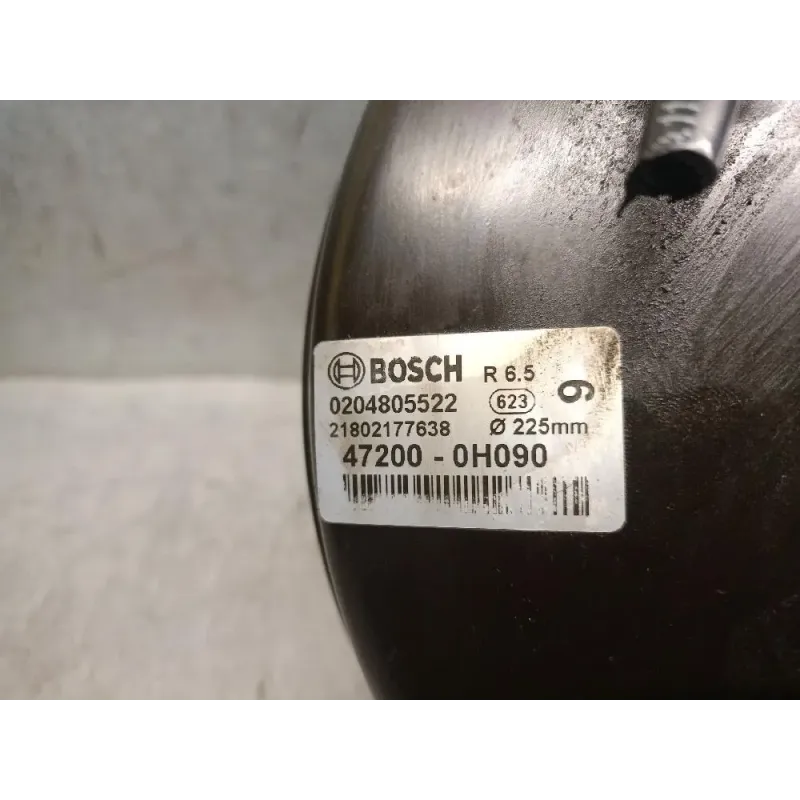 BOSCH R 6.5
0204805522 623
21802177638 Ø 225mm
47200 - 0H090